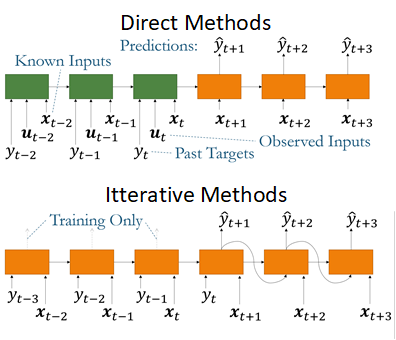 Direct Methods
Predictions: ŷt+1 ŷt+2 ŷt+3
Known Inputs
xt−2 xt−1 xt xt+1 xt+2 xt+3
ut−2 ut−1 ut
Observed Inputs
yt−2 yt−1 yt Past Targets
Itterative Methods
Training Only ŷt+1 ŷt+2 ŷt+3
yt−3 yt−2 yt−1 yt
xt−2 xt−1 xt xt+1 xt+2 xt+3